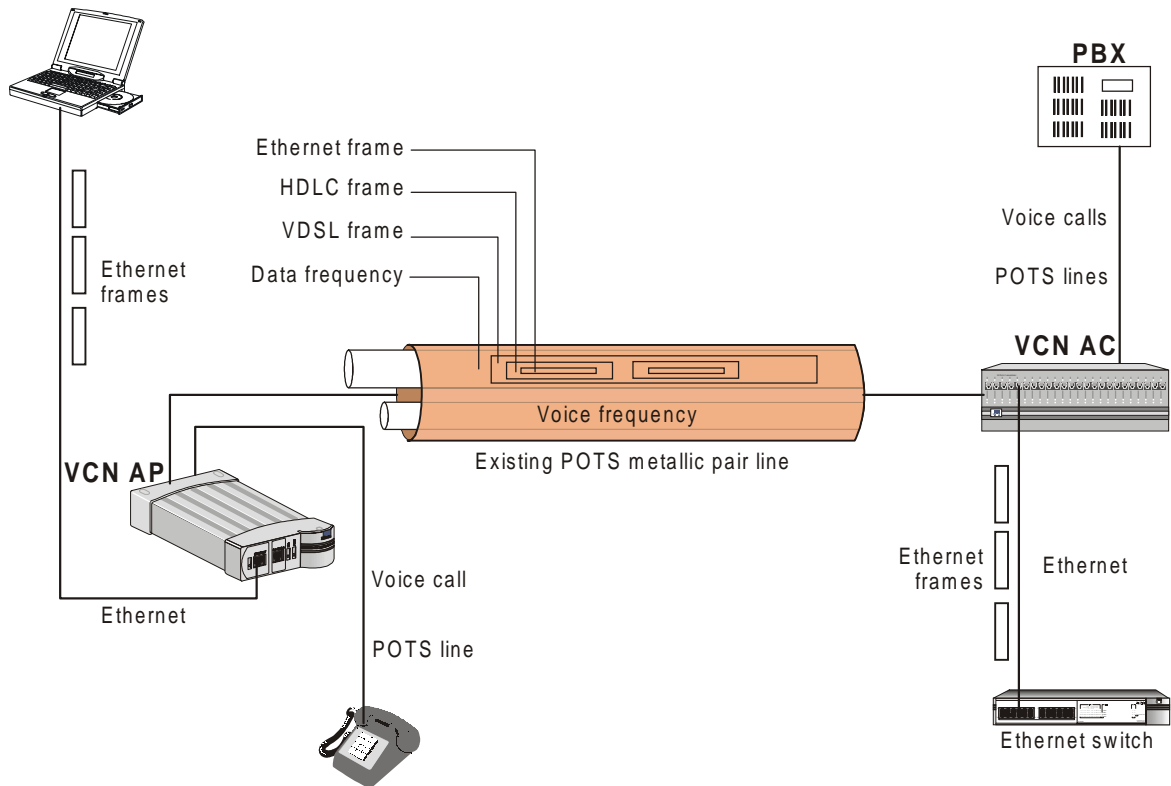 PBX
Ethernet frame
HDLC frame
VDSL frame
Data frequency
Ethernet
frames
Voice calls
POTS lines
VCN AC
Voice frequency
Existing POTS metallic pair line
VCN AP
Ethernet
Voice call
POTS line
Ethernet
frames
Ethernet
Ethernet switch